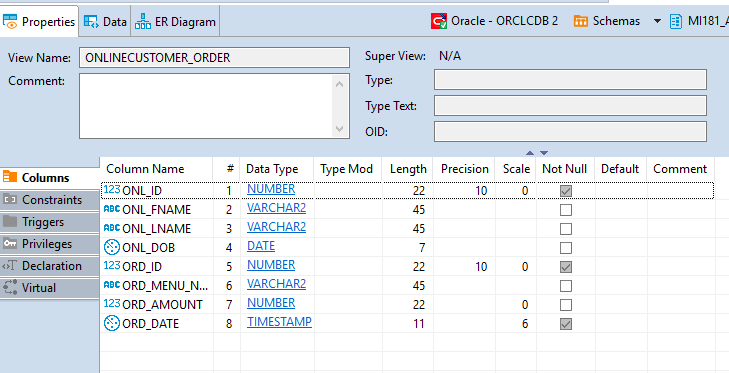 Properties Data ER Diagram Oracle - ORCLCDB 2 Schemas MI181_A
View Name: ONLINECUSTOMER_ORDER Super View: N/A
Comment: Type:
Type Text:
OID:
Columns
Constraints
Triggers
Privileges
Declaration
Virtual
Column Name # Data Type Type Mod Length Precision Scale Not Null Default Comment
123 ONL_ID 1 NUMBER 22 10 0
ABC ONL_FNAME 2 VARCHAR2 45
ABC ONL_LNAME 3 VARCHAR2 45
ONL_DOB 4 DATE 7
123 ORD_ID 5 NUMBER 22 10 0
ABC ORD_MENU_N... 6 VARCHAR2 45
123 ORD_AMOUNT 7 NUMBER 22 0
ORD_DATE 8 TIMESTAMP 11 6